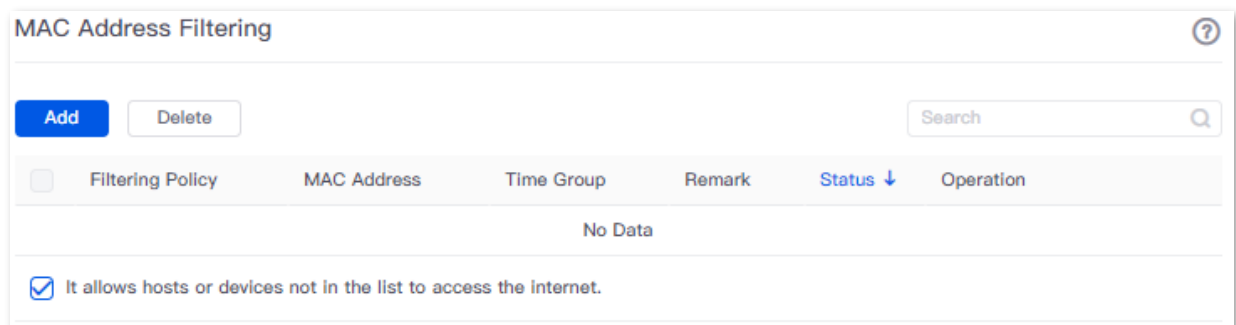 MAC Address Filtering
Add Delete Search
Filtering Policy MAC Address Time Group Remark Status ↓ Operation
No Data
It allows hosts or devices not in the list to access the internet.